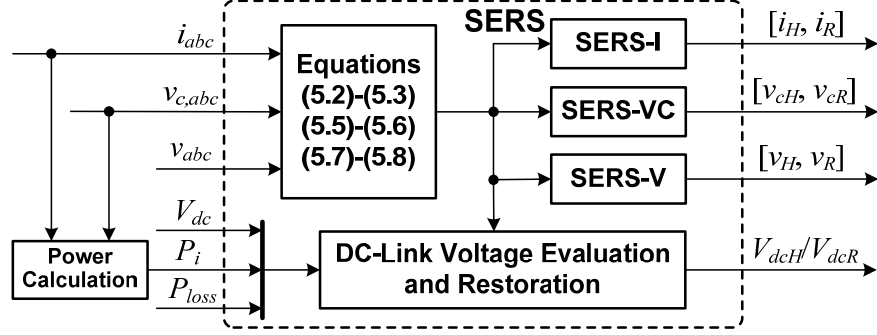 SERS
i_abc
v_c,abc
v_abc
Equations
(5.2)-(5.3)
(5.5)-(5.6)
(5.7)-(5.8)
SERS-I
[i_H, i_R]
SERS-VC
[v_cH, v_cR]
SERS-V
[v_H, v_R]
V_dc
P_i
P_loss
Power
Calculation
DC-Link Voltage Evaluation
and Restoration
V_dcH/V_dcR